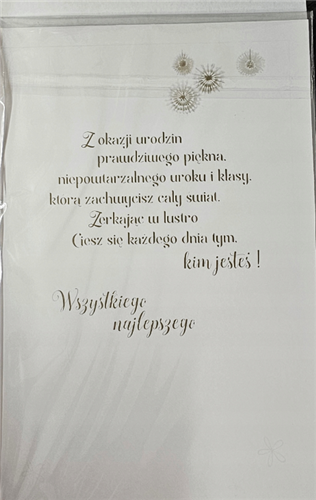 Z okazji urodzin
prawdziwego piękna,
niepowtarzalnego uroku i klasy,
którą zachwycisz cały świat.
Zerkając w lustro
Ciesz się każdego dnia tym,
kim jesteś !
Wszystkiego
najlepszego